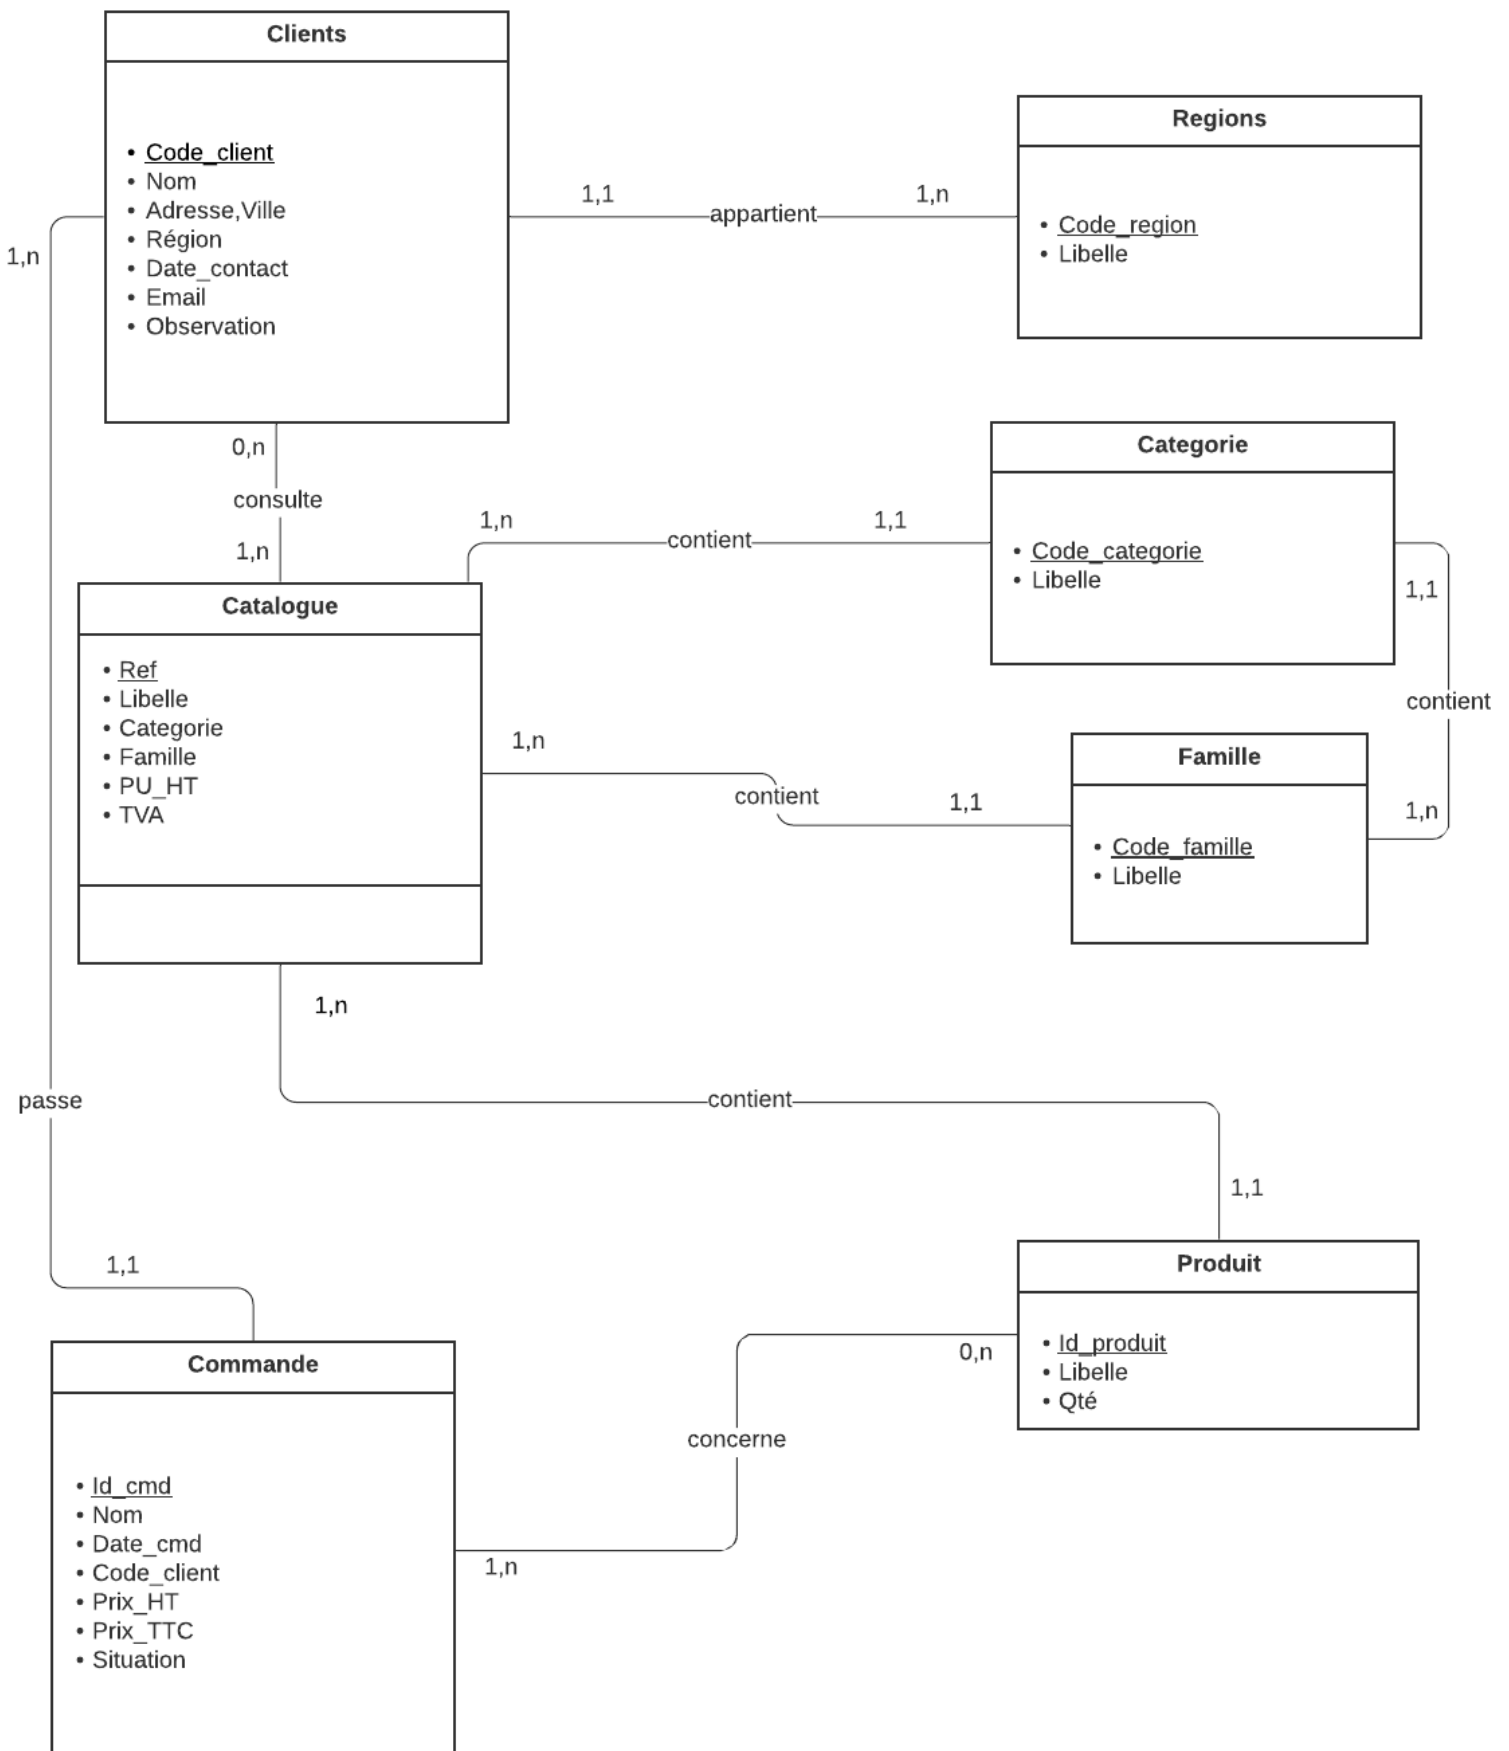 Clients
• Code_client
• Nom
• Adresse,Ville
• Région
• Date_contact
• Email
• Observation
1,1
appartient
1,n
Regions
• Code_region
• Libelle
1,n
0,n
consulte
1,n
Categorie
• Code_categorie
• Libelle
1,n
contient
1,1
1,1
contient
1,n
Catalogue
• Ref
• Libelle
• Categorie
• Famille
• PU_HT
• TVA
1,n
contient
1,1
Famille
• Code_famille
• Libelle
1,n
contient
1,1
passe
1,1
Produit
• Id_produit
• Libelle
• Qté
0,n
concerne
1,n
Commande
• Id_cmd
• Nom
• Date_cmd
• Code_client
• Prix_HT
• Prix_TTC
• Situation